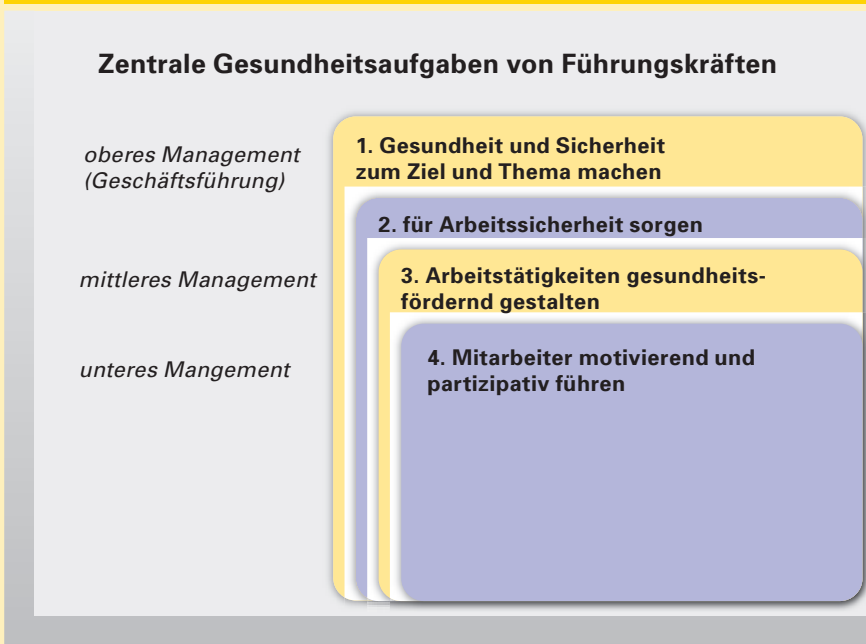 Zentrale Gesundheitsaufgaben von Führungskräften
oberes Management
(Geschäftsführung)
1. Gesundheit und Sicherheit
zum Ziel und Thema machen
2. für Arbeitssicherheit sorgen
mittleres Management
3. Arbeitstätigkeiten gesundheits-
fördernd gestalten
unteres Mangement
4. Mitarbeiter motivierend und
partizipativ führen